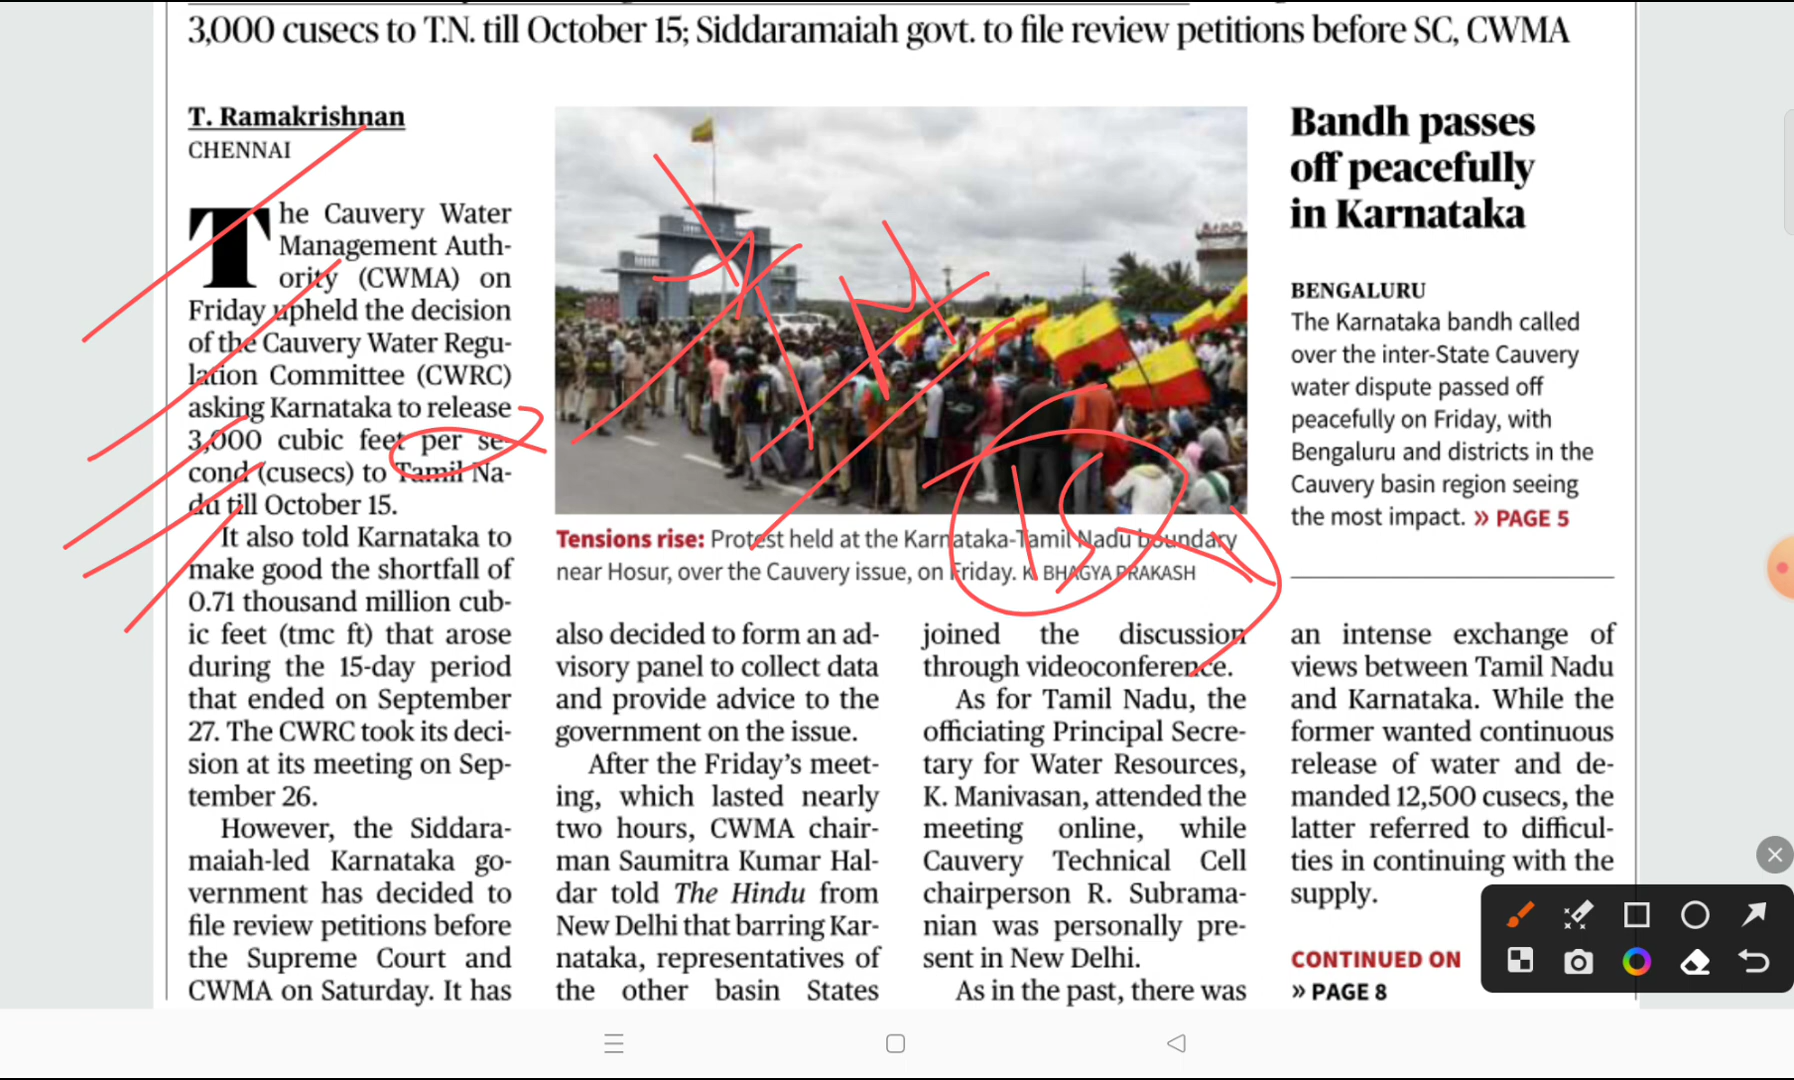 3,000 cusecs to T.N. till October 15; Siddaramaiah govt. to file review petitions before SC, CWMA
T. Ramakrishnan
CHENNAI
The Cauvery Water
Management Auth-
ority (CWMA) on
Friday upheld the decision
of the Cauvery Water Regu-
lation Committee (CWRC)
asking Karnataka to release
3,000 cubic feet per se-
cond (cusecs) to Tamil Na-
du till October 15.
It also told Karnataka to
make good the shortfall of
0.71 thousand million cub-
ic feet (tmc ft) that arose
during the 15-day period
that ended on September
27. The CWRC took its deci-
sion at its meeting on Sep-
tember 26.
However, the Siddara-
maiah-led Karnataka go-
vernment has decided to
file review petitions before
the Supreme Court and
CWMA on Saturday. It has
Tensions rise: Protest held at the Karnataka-Tamil Nadu boundary
near Hosur, over the Cauvery issue, on Friday. K. BHAGYA PRAKASH
15
also decided to form an ad-
visory panel to collect data
and provide advice to the
government on the issue.
After the Friday's meet-
ing, which lasted nearly
two hours, CWMA chair-
man Saumitra Kumar Hal-
dar told The Hindu from
New Delhi that barring Kar-
nataka, representatives of
the other basin States
joined the discussion
through videoconference.
As for Tamil Nadu, the
officiating Principal Secre-
tary for Water Resources,
K. Manivasan, attended the
meeting online, while
Cauvery Technical Cell
chairperson R. Subrama-
nian was personally pre-
sent in New Delhi.
As in the past, there was
Bandh passes
off peacefully
in Karnataka
BENGALURU
The Karnataka bandh called
over the inter-State Cauvery
water dispute passed off
peacefully on Friday, with
Bengaluru and districts in the
Cauvery basin region seeing
the most impact. » PAGE 5
an intense exchange of
views between Tamil Nadu
and Karnataka. While the
former wanted continuous
release of water and de-
manded 12,500 cusecs, the
latter referred to difficul-
ties in continuing with the
supply.
CONTINUED ON
» PAGE 8